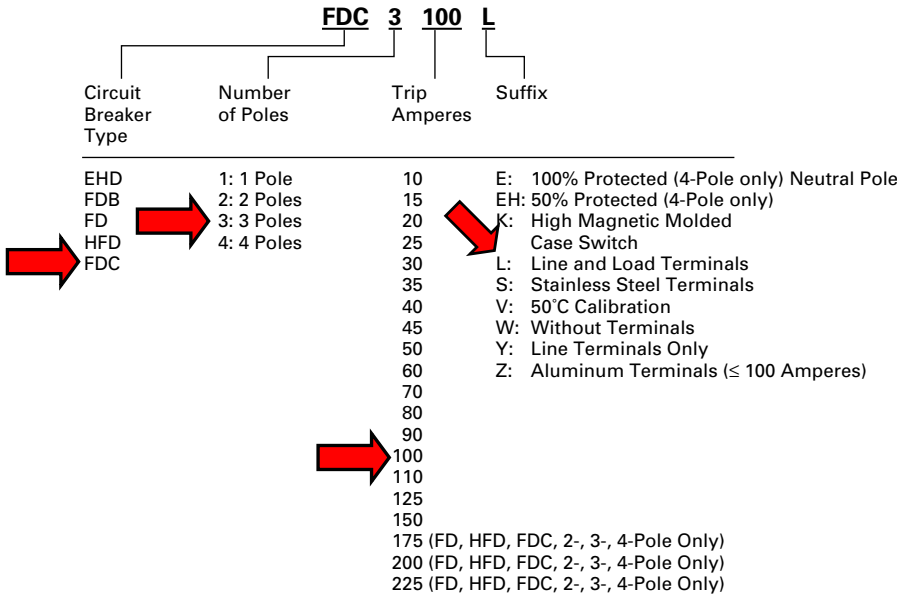 FDC 3 100 L
Circuit Breaker Type
Number of Poles
Trip Amperes
Suffix
EHD
FDB
FD
HFD
FDC
1: 1 Pole
2: 2 Poles
3: 3 Poles
4: 4 Poles
10
15
20
25
30
35
40
45
50
60
70
80
90
100
110
125
150
175 (FD, HFD, FDC, 2-, 3-, 4-Pole Only)
200 (FD, HFD, FDC, 2-, 3-, 4-Pole Only)
225 (FD, HFD, FDC, 2-, 3-, 4-Pole Only)
E: 100% Protected (4-Pole only) Neutral Pole
EH: 50% Protected (4-Pole only)
K: High Magnetic Molded
Case Switch
L: Line and Load Terminals
S: Stainless Steel Terminals
V: 50˚C Calibration
W: Without Terminals
Y: Line Terminals Only
Z: Aluminum Terminals (≤ 100 Amperes)